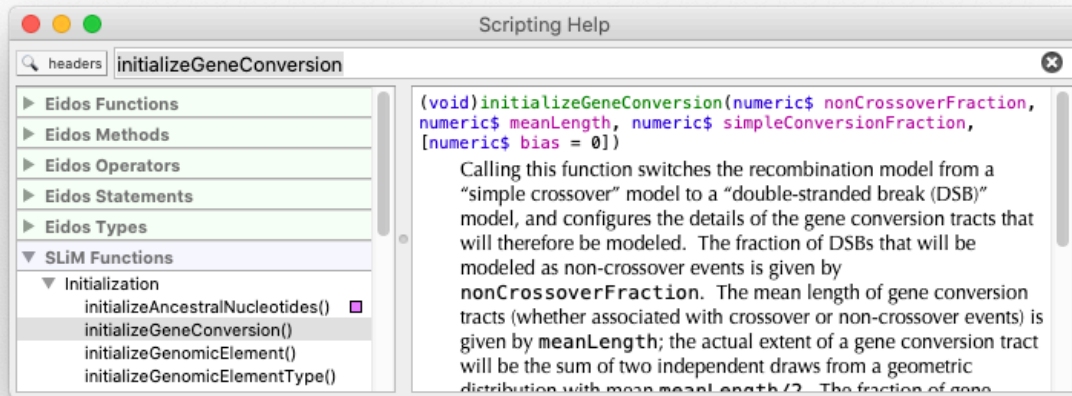 Scripting Help
headers
initializeGeneConversion
Eidos Functions
Eidos Methods
Eidos Operators
Eidos Statements
Eidos Types
SLiM Functions
Initialization
initializeAncestralNucleotides()
initializeGeneConversion()
initializeGenomicElement()
initializeGenomicElementType()
(void)initializeGeneConversion(numeric$ nonCrossoverFraction,
numeric$ meanLength, numeric$ simpleConversionFraction,
[numeric$ bias = 0])
Calling this function switches the recombination model from a
“simple crossover” model to a “double-stranded break (DSB)”
model, and configures the details of the gene conversion tracts that
will therefore be modeled. The fraction of DSBs that will be
modeled as non-crossover events is given by
nonCrossoverFraction. The mean length of gene conversion
tracts (whether associated with crossover or non-crossover events) is
given by meanLength; the actual extent of a gene conversion tract
will be the sum of two independent draws from a geometric
distribution with mean meanLength/2. The fraction of gene